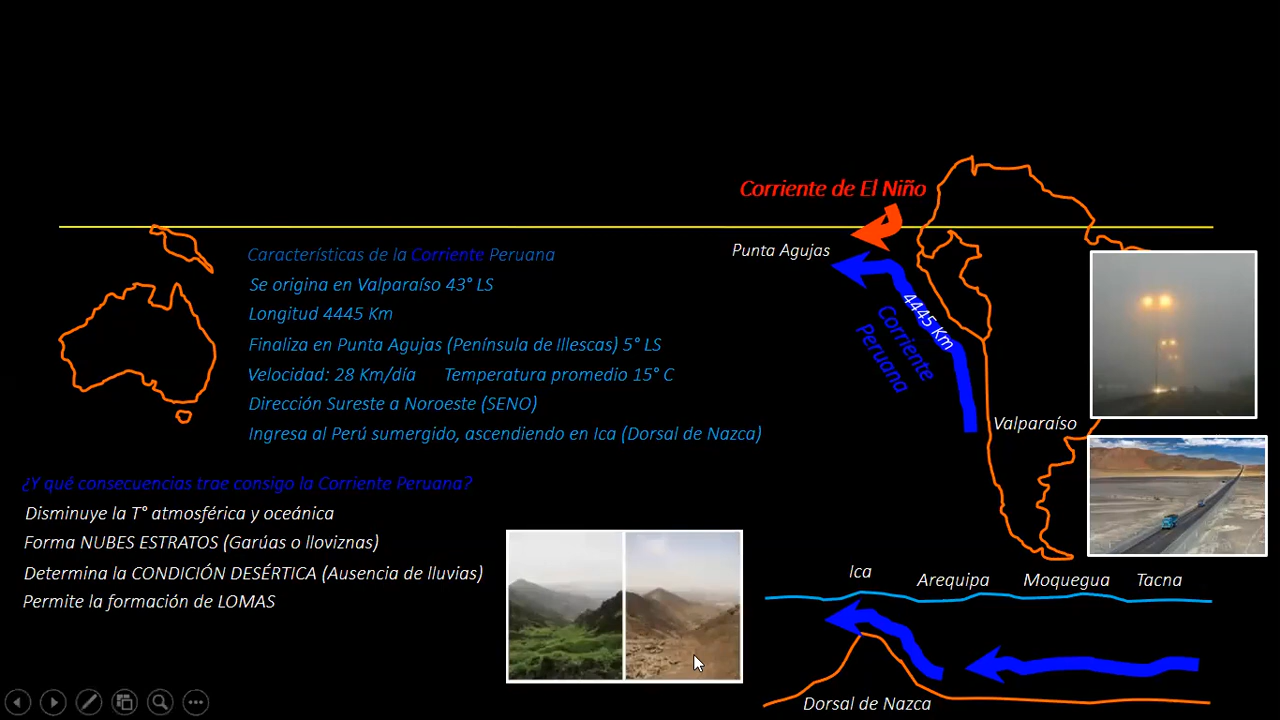 Corriente de El Niño
Punta Agujas
Características de la Corriente Peruana
Se origina en Valparaíso 43° LS
Longitud 4445 Km
Finaliza en Punta Agujas (Península de Illescas) 5° LS
Velocidad: 28 Km/día Temperatura promedio 15° C
Dirección Sureste a Noroeste (SENO)
Ingresa al Perú sumergido, ascendiendo en Ica (Dorsal de Nazca)
4445 Km
Corriente
Peruana
Valparaíso
¿Y qué consecuencias trae consigo la Corriente Peruana?
Disminuye la T° atmosférica y oceánica
Forma NUBES ESTRATOS (Garúas o lloviznas)
Determina la CONDICIÓN DESÉRTICA (Ausencia de lluvias)
Permite la formación de LOMAS
Ica
Arequipa
Moquegua
Tacna
Dorsal de Nazca